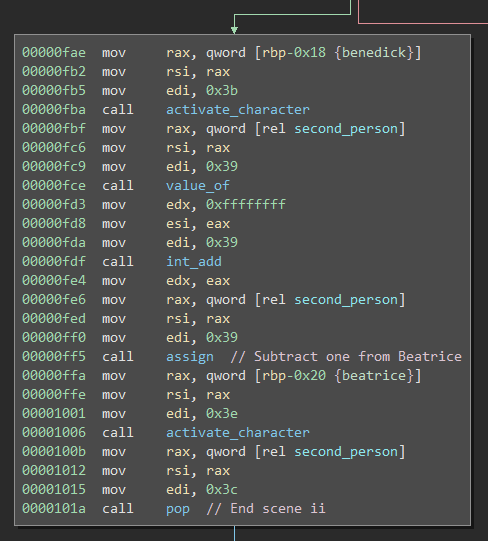 00000fae mov rax, qword [rbp-0x18 {benedick}]
00000fb2 mov rsi, rax
00000fb5 mov edi, 0x3b
00000fba call activate_character
00000fbf mov rax, qword [rel second_person]
00000fc6 mov rsi, rax
00000fc9 mov edi, 0x39
00000fce call value_of
00000fd3 mov edx, 0xffffffff
00000fd8 mov esi, eax
00000fda mov edi, 0x39
00000fdf call int_add
00000fe4 mov edx, eax
00000fe6 mov rax, qword [rel second_person]
00000fed mov rsi, rax
00000ff0 mov edi, 0x39
00000ff5 call assign // Subtract one from Beatrice
00000ffa mov rax, qword [rbp-0x20 {beatrice}]
00000ffe mov rsi, rax
00001001 mov edi, 0x3e
00001006 call activate_character
0000100b mov rax, qword [rel second_person]
00001012 mov rsi, rax
00001015 mov edi, 0x3c
0000101a call pop // End scene ii